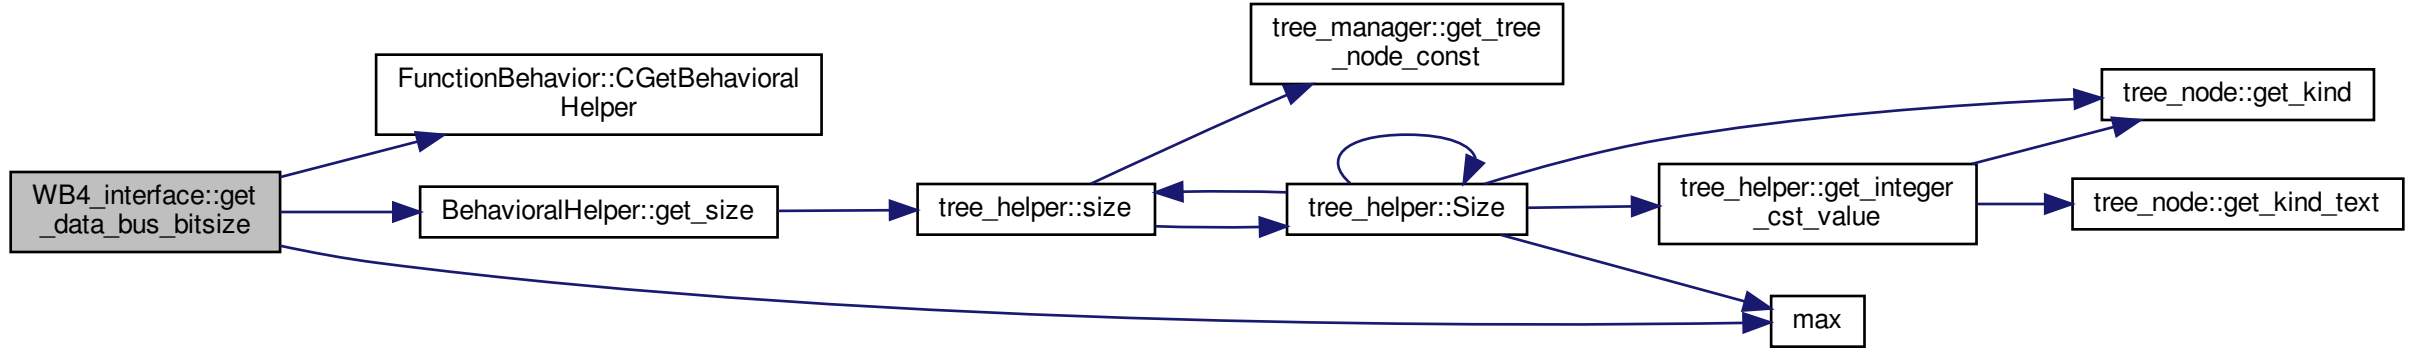 WB4_interface::get
_data_bus_bitsize
FunctionBehavior::CGetBehavioral
Helper
BehavioralHelper::get_size
tree_helper::size
tree_manager::get_tree
_node_const
tree_helper::Size
tree_helper::get_integer
_cst_value
max
tree_node::get_kind
tree_node::get_kind_text